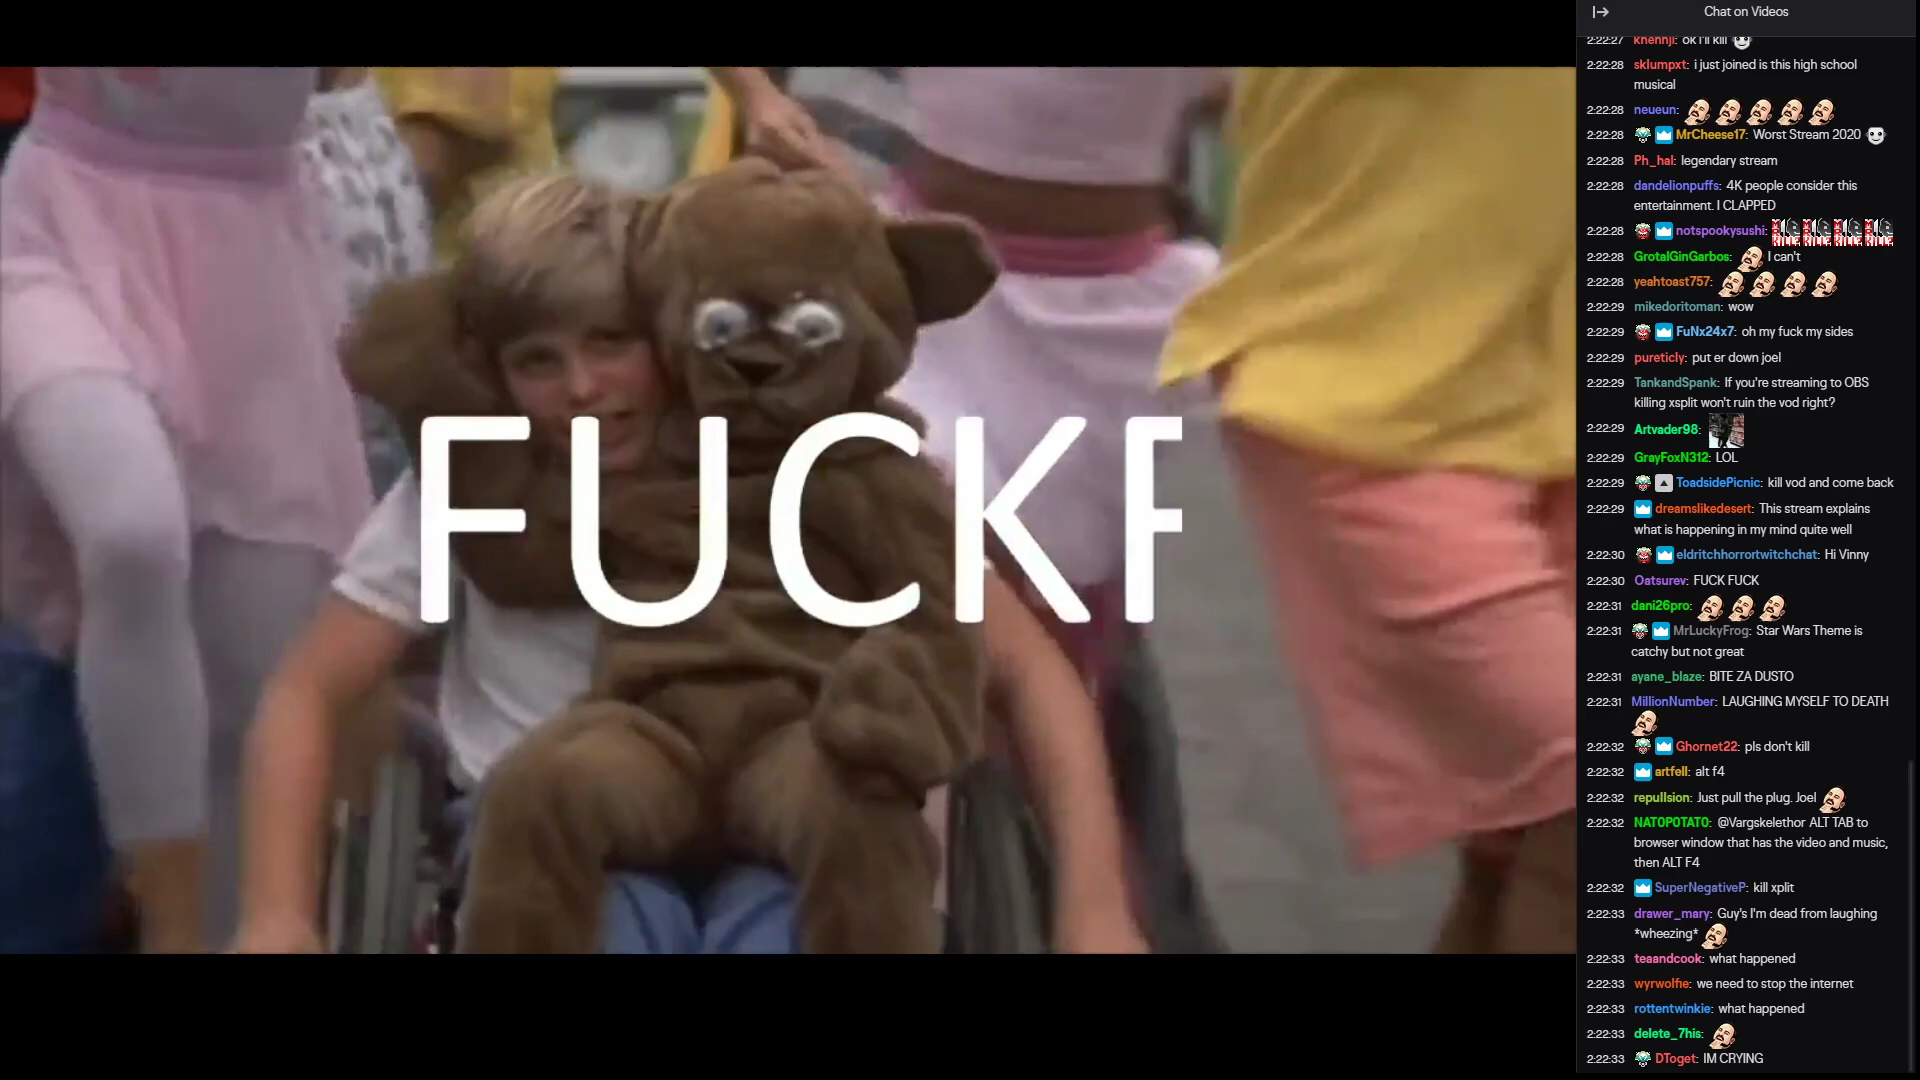 FUCKF
Chat on Videos
2:22:27 khehhji: ok I'll kill
2:22:28 sklumpxt: i just joined is this high school
musical
2:22:28 neueun:
2:22:28 MrCheese17: Worst Stream 2020
2:22:28 Ph_hal: legendary stream
2:22:28 dandelionpuffs: 4K people consider this
entertainment. I CLAPPED
2:22:28 notspookysushi:
2:22:28 GrotalGinGarbos: I can't
2:22:28 yeahtoast757:
2:22:29 mikedoritoman: wow
2:22:29 FuNx24x7: oh my fuck my sides
2:22:29 pureticly: put er down joel
2:22:29 TankandSpank: If you're streaming to OBS
killing xsplit won't ruin the vod right?
2:22:29 Artvader98:
2:22:29 GrayFoxN312: LOL
2:22:29 ToadsidePicnic: kill vod and come back
2:22:29 dreamslikedesert: This stream explains
what is happening in my mind quite well
2:22:30 eldritchhorrortwitchchat: Hi Vinny
2:22:30 Oatsurev: FUCK FUCK
2:22:31 dani26pro:
2:22:31 MrLuckyFrog: Star Wars Theme is
catchy but not great
2:22:31 ayane_blaze: BITE ZA DUSTO
2:22:31 MillionNumber: LAUGHING MYSELF TO DEATH
2:22:32 Ghornet22: pls don't kill
2:22:32 artfell: alt f4
2:22:32 repullsion: Just pull the plug. Joel
2:22:32 NAT0P0TAT0: @Vargskelethor ALT TAB to
browser window that has the video and music,
then ALT F4
2:22:32 SuperNegativeP: kill xplit
2:22:33 drawer_mary: Guy's I'm dead from laughing
*wheezing*
2:22:33 teaandcook: what happened
2:22:33 wyrwolfie: we need to stop the internet
2:22:33 rottentwinkie: what happened
2:22:33 delete_7his:
2:22:33 DToget: IM CRYING